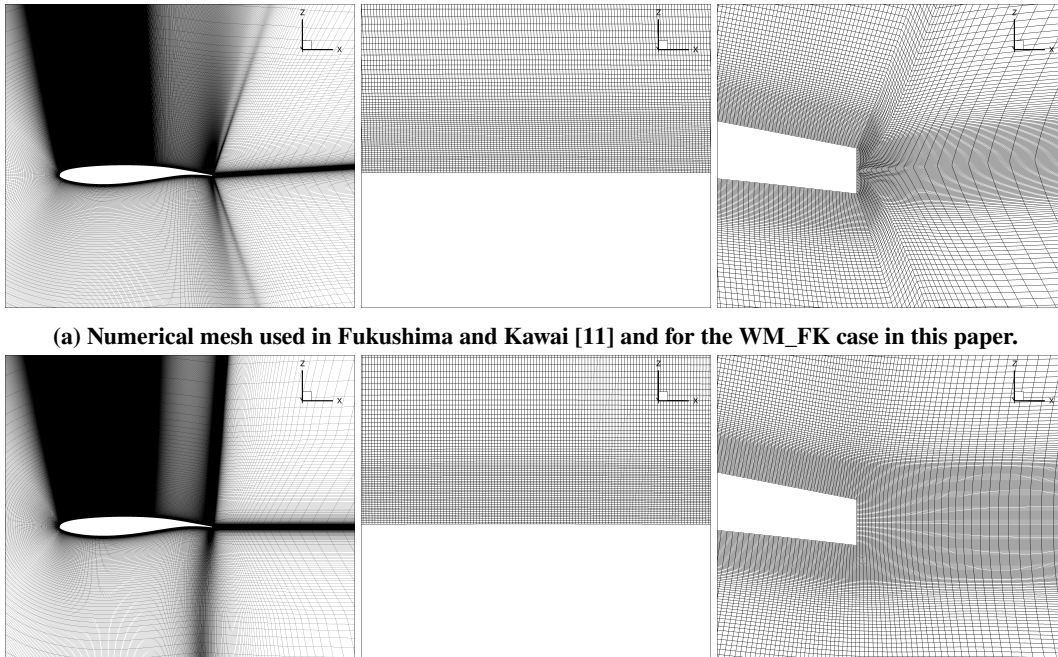 z
x
z
x
z
x
(a) Numerical mesh used in Fukushima and Kawai [11] and for the WM_FK case in this paper.
z
x
z
x
z
x